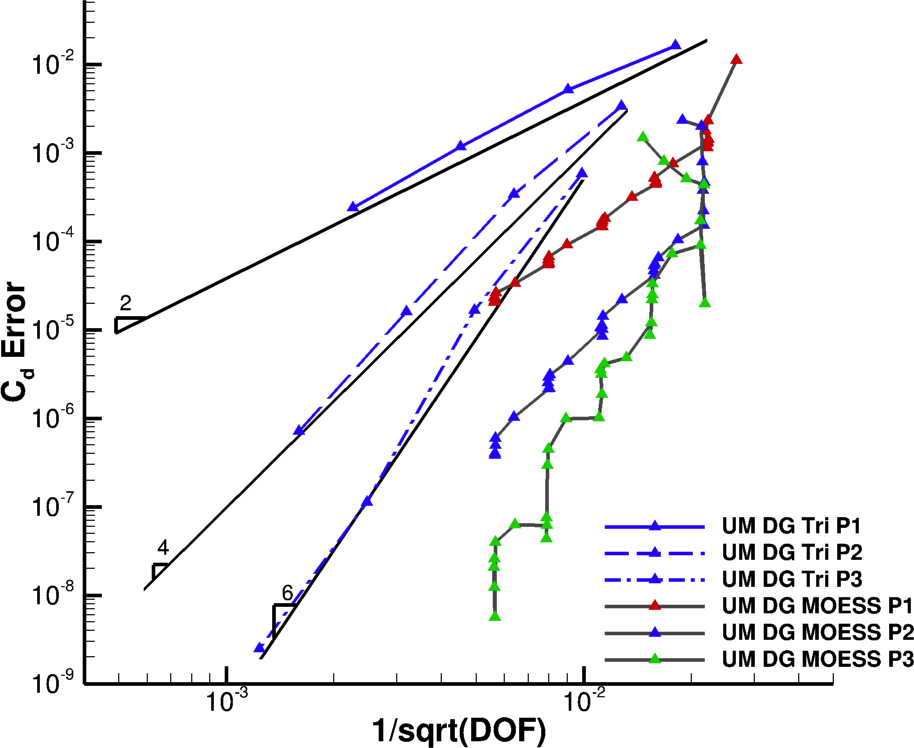 10-2
10-3
10-4
10-5
10-6
10-7
10-8
10-9
Cd Error
2
4
6
UM DG Tri P1
UM DG Tri P2
UM DG Tri P3
UM DG MOESS P1
UM DG MOESS P2
UM DG MOESS P3
10-3
10-2
1/sqrt(DOF)